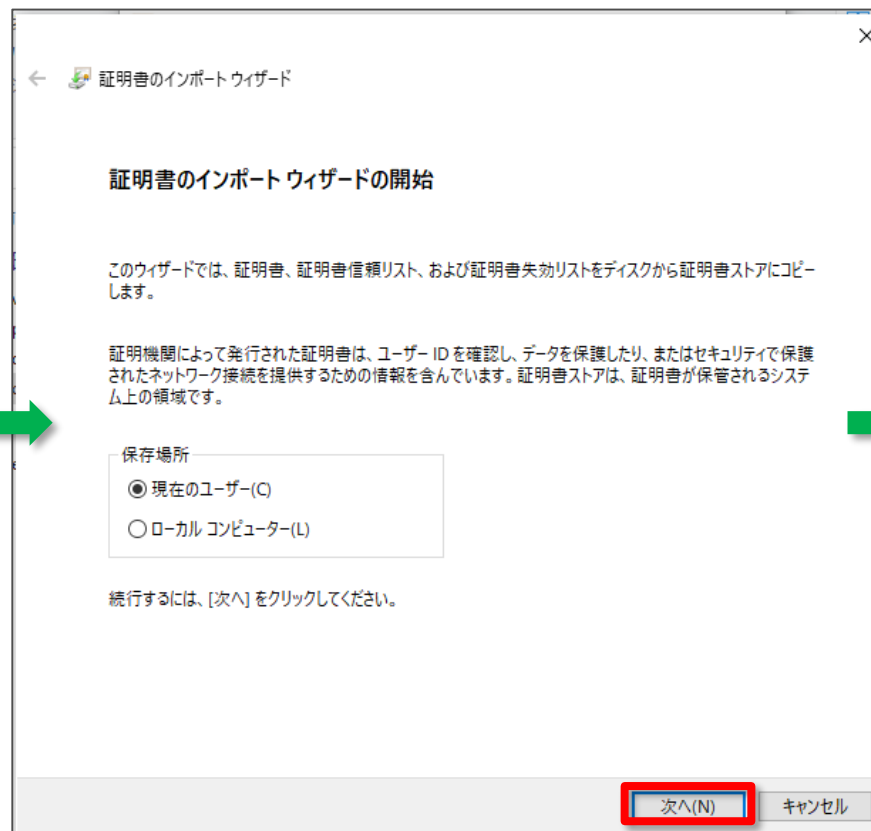 証明書のインポート ウィザード
証明書のインポート ウィザードの開始
このウィザードでは、証明書、証明書信頼リスト、および証明書失効リストをディスクから証明書ストアにコピー
します。
証明機関によって発行された証明書は、ユーザー ID を確認し、データを保護したり、またはセキュリティで保護
されたネットワーク接続を提供するための情報を含んでいます。証明書ストアは、証明書が保管されるシステ
ム上の領域です。
保存場所
現在のユーザー(C)
ローカル コンピューター(L)
続行するには、[次へ] をクリックしてください。
次へ(N)
キャンセル